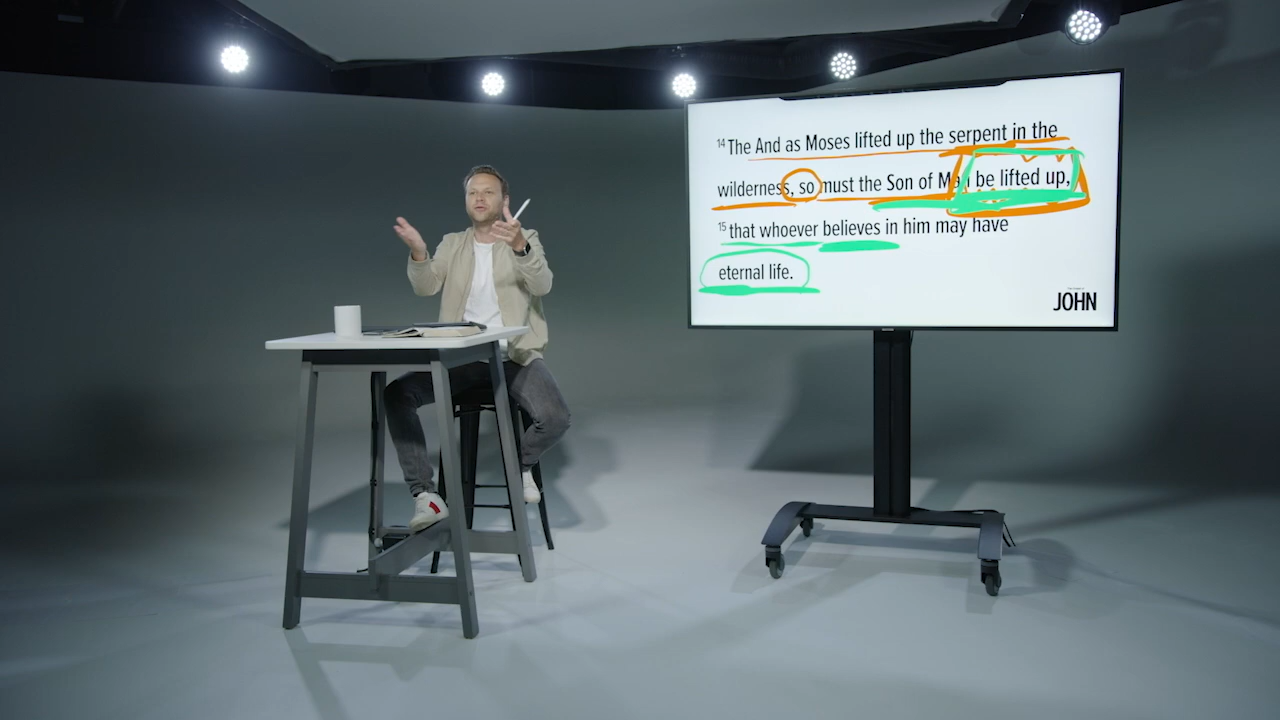 14 The And as Moses lifted up the serpent in the
wilderness, so must the Son of Man be lifted up,
15 that whoever believes in him may have
eternal life.
JOHN